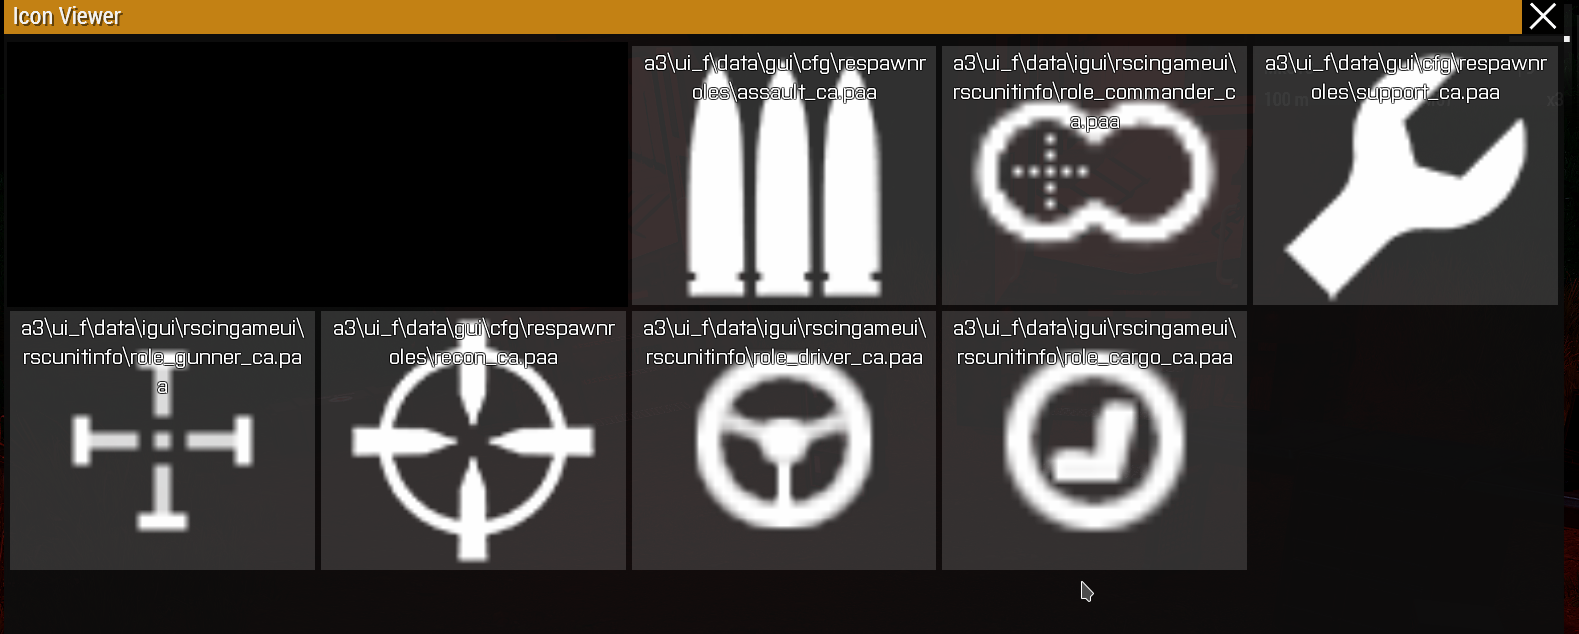 Icon Viewer
a3\ui_f\data\gui\cfg\respawnr
oles\assault_ca.paa
a3\ui_f\data\igui\rscingameui\
rscunitinfo\role_commander_c
a.paa
a3\ui_f\data\gui\cfg\respawnr
oles\support_ca.paa
100 m
x3
a3\ui_f\data\igui\rscingameui\
rscunitinfo\role_gunner_ca.pa
a
a3\ui_f\data\gui\cfg\respawnr
oles\recon_ca.paa
a3\ui_f\data\igui\rscingameui\
rscunitinfo\role_driver_ca.paa
a3\ui_f\data\igui\rscingameui\
rscunitinfo\role_cargo_ca.paa